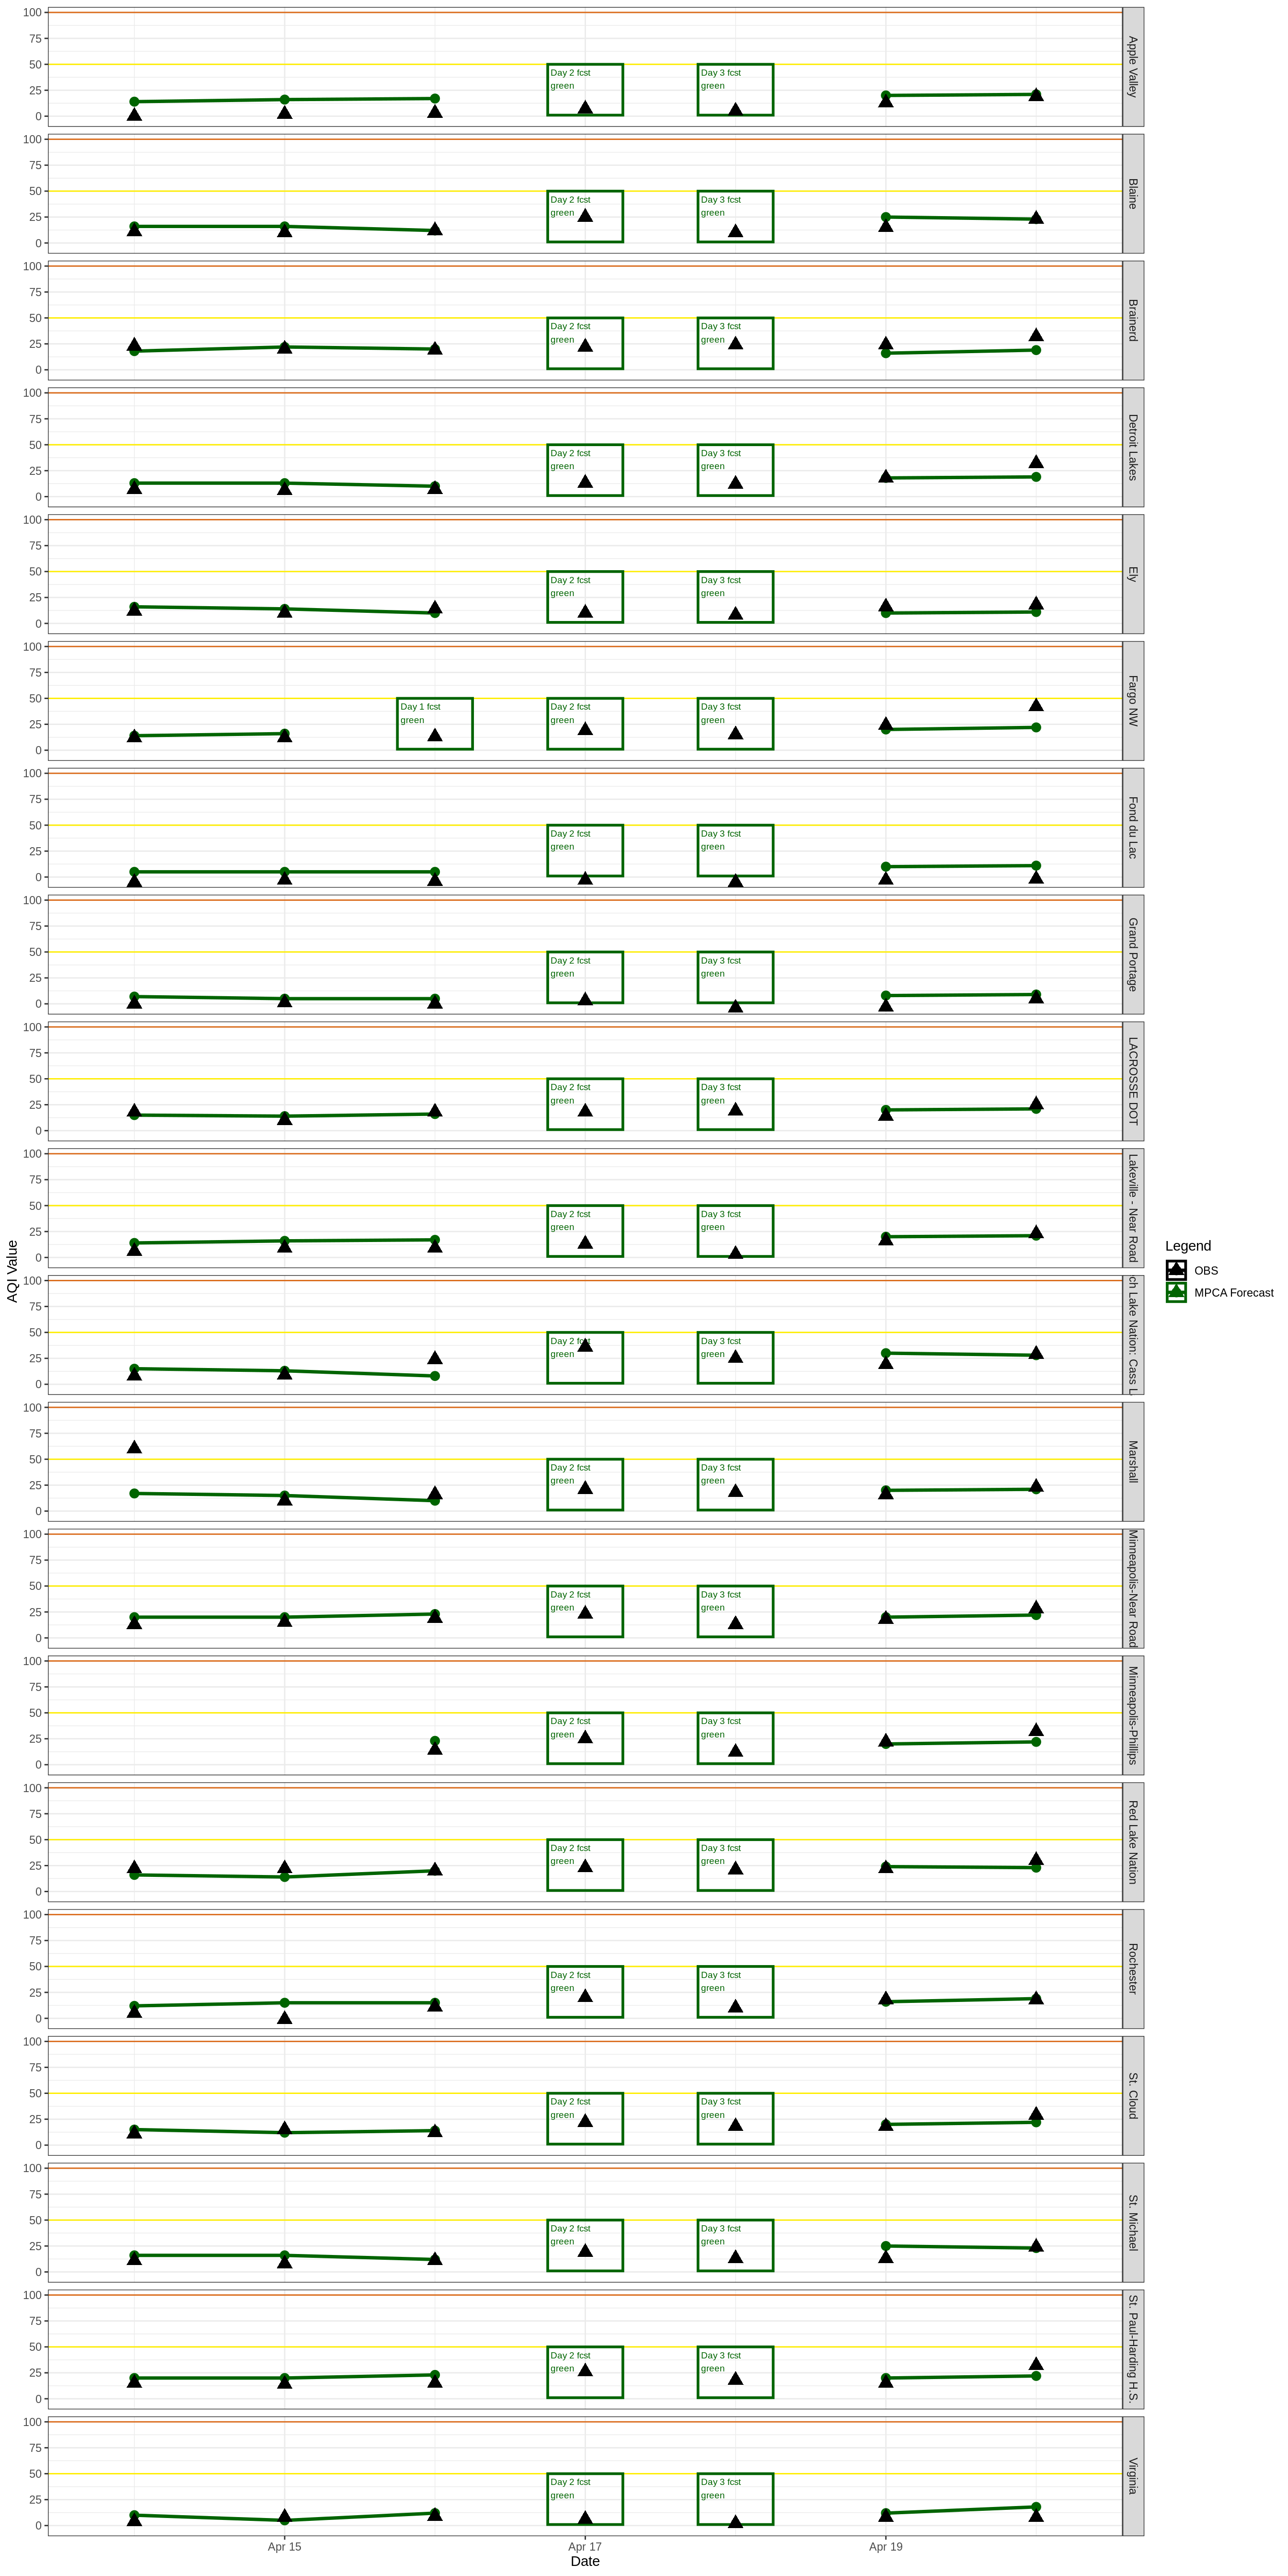 100
75
50
25
0
Day 2 fcst
green
Day 3 fcst
green
Apple Valley
100
75
50
25
0
Day 2 fcst
green
Day 3 fcst
green
Blaine
100
75
50
25
0
Day 2 fcst
green
Day 3 fcst
green
Brainerd
100
75
50
25
0
Day 2 fcst
green
Day 3 fcst
green
Detroit Lakes
100
75
50
25
0
Day 2 fcst
green
Day 3 fcst
green
Ely
100
75
50
25
0
Day 1 fcst
green
Day 2 fcst
green
Day 3 fcst
green
Fargo NW
100
75
50
25
0
Day 2 fcst
green
Day 3 fcst
green
Fond du Lac
100
75
50
25
0
Day 2 fcst
green
Day 3 fcst
green
Grand Portage
100
75
50
25
0
Day 2 fcst
green
Day 3 fcst
green
LACROSSE DOT
100
75
50
25
0
Day 2 fcst
green
Day 3 fcst
green
Lakeville - Near Road
100
75
50
25
0
Day 2 fcst
green
Day 3 fcst
green
ch Lake Nation: Cass L
100
75
50
25
0
Day 2 fcst
green
Day 3 fcst
green
Marshall
100
75
50
25
0
Day 2 fcst
green
Day 3 fcst
green
Minneapolis-Near Road
100
75
50
25
0
Day 2 fcst
green
Day 3 fcst
green
Minneapolis-Phillips
100
75
50
25
0
Day 2 fcst
green
Day 3 fcst
green
Red Lake Nation
100
75
50
25
0
Day 2 fcst
green
Day 3 fcst
green
Rochester
100
75
50
25
0
Day 2 fcst
green
Day 3 fcst
green
St. Cloud
100
75
50
25
0
Day 2 fcst
green
Day 3 fcst
green
St. Michael
100
75
50
25
0
Day 2 fcst
green
Day 3 fcst
green
St. Paul-Harding H.S.
100
75
50
25
0
Day 2 fcst
green
Day 3 fcst
green
Virginia
Apr 15
Apr 17
Apr 19
Date
AQI Value
Legend
OBS
MPCA Forecast